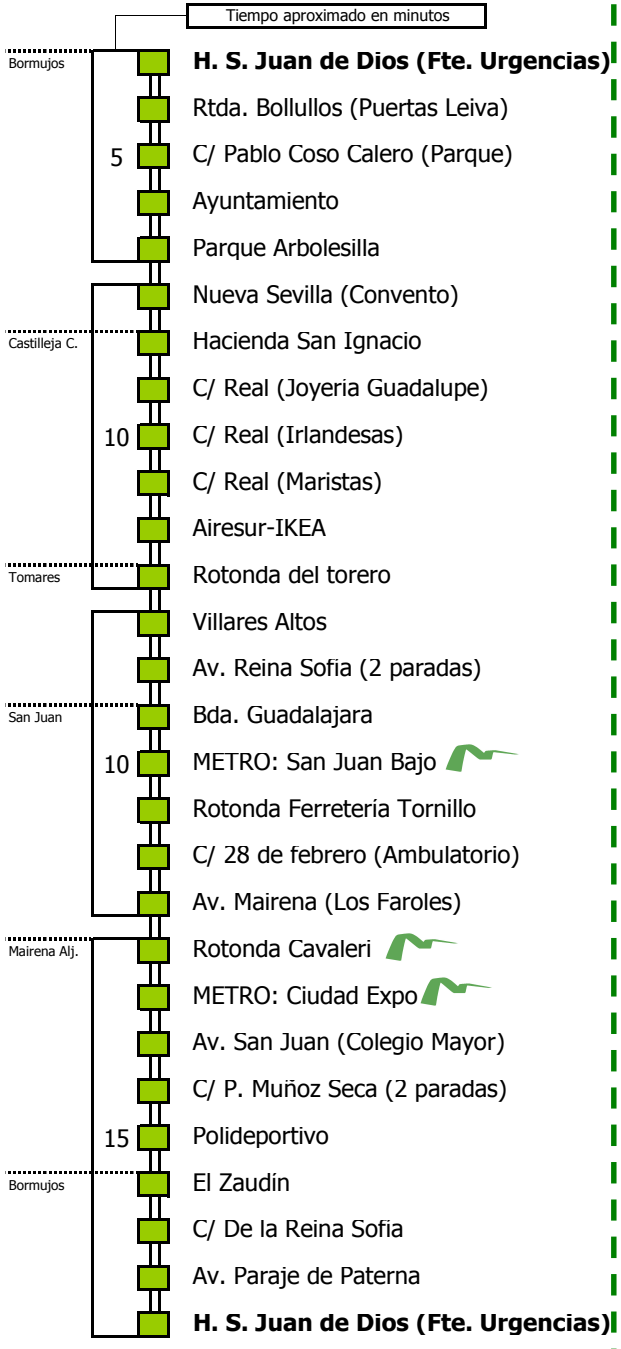 Tiempo aproximado en minutos
Bormujos
H. S. Juan de Dios (Fte. Urgencias)
Rtda. Bollullos (Puertas Leiva)
5
C/ Pablo Coso Calero (Parque)
Ayuntamiento
Parque Arbolesilla
Nueva Sevilla (Convento)
Castilleja C.
Hacienda San Ignacio
C/ Real (Joyeria Guadalupe)
10
C/ Real (Irlandesas)
C/ Real (Maristas)
Airesur-IKEA
Tomares
Rotonda del torero
Villares Altos
Av. Reina Sofia (2 paradas)
San Juan
Bda. Guadalajara
10
METRO: San Juan Bajo
Rotonda Ferretería Tornillo
C/ 28 de febrero (Ambulatorio)
Av. Mairena (Los Faroles)
Mairena Alj.
Rotonda Cavaleri
METRO: Ciudad Expo
Av. San Juan (Colegio Mayor)
C/ P. Muñoz Seca (2 paradas)
15
Polideportivo
Bormujos
El Zaudín
C/ De la Reina Sofia
Av. Paraje de Paterna
H. S. Juan de Dios (Fte. Urgencias)